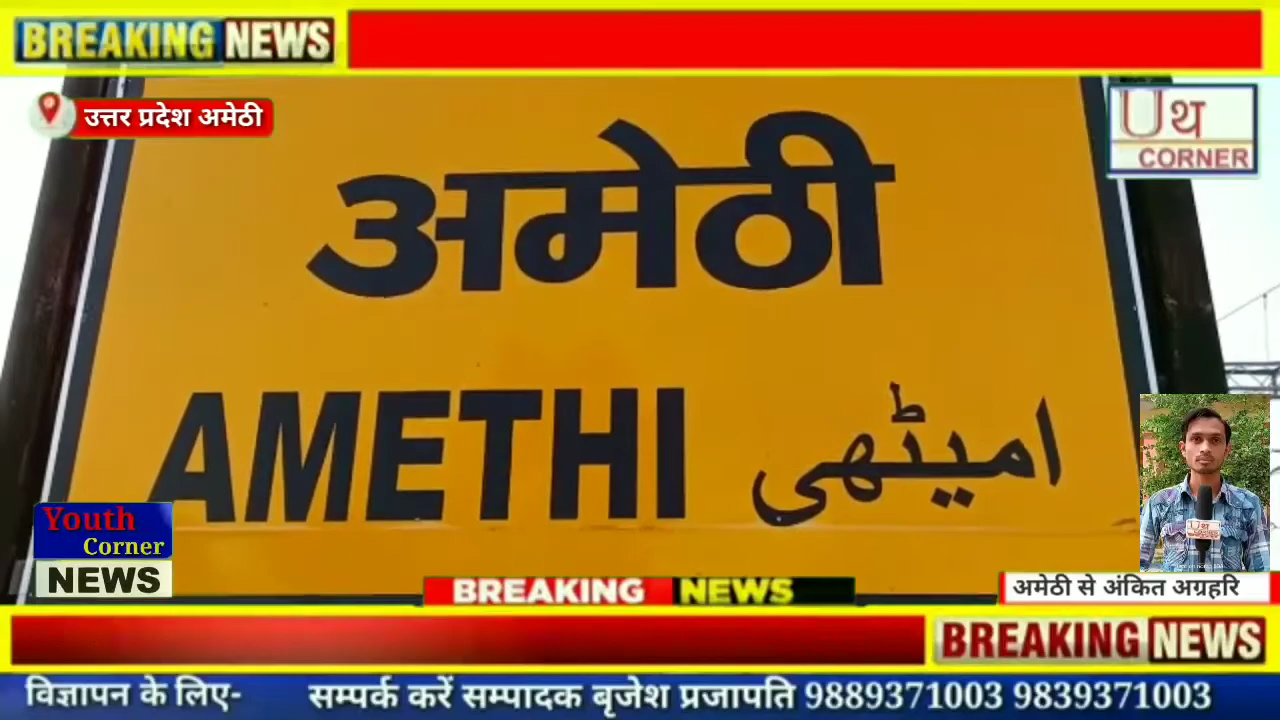 BREAKING NEWS
उत्तर प्रदेश अमेठी
Uथ
CORNER
अमेठी
AMETHI امیٹھی
Youth
Corner
NEWS
BREAKING NEWS
अमेठी से अंकित अग्रहरि
BREAKING NEWS
विज्ञापन के लिए- सम्पर्क करें सम्पादक बृजेश प्रजापति 9889371003 9839371003